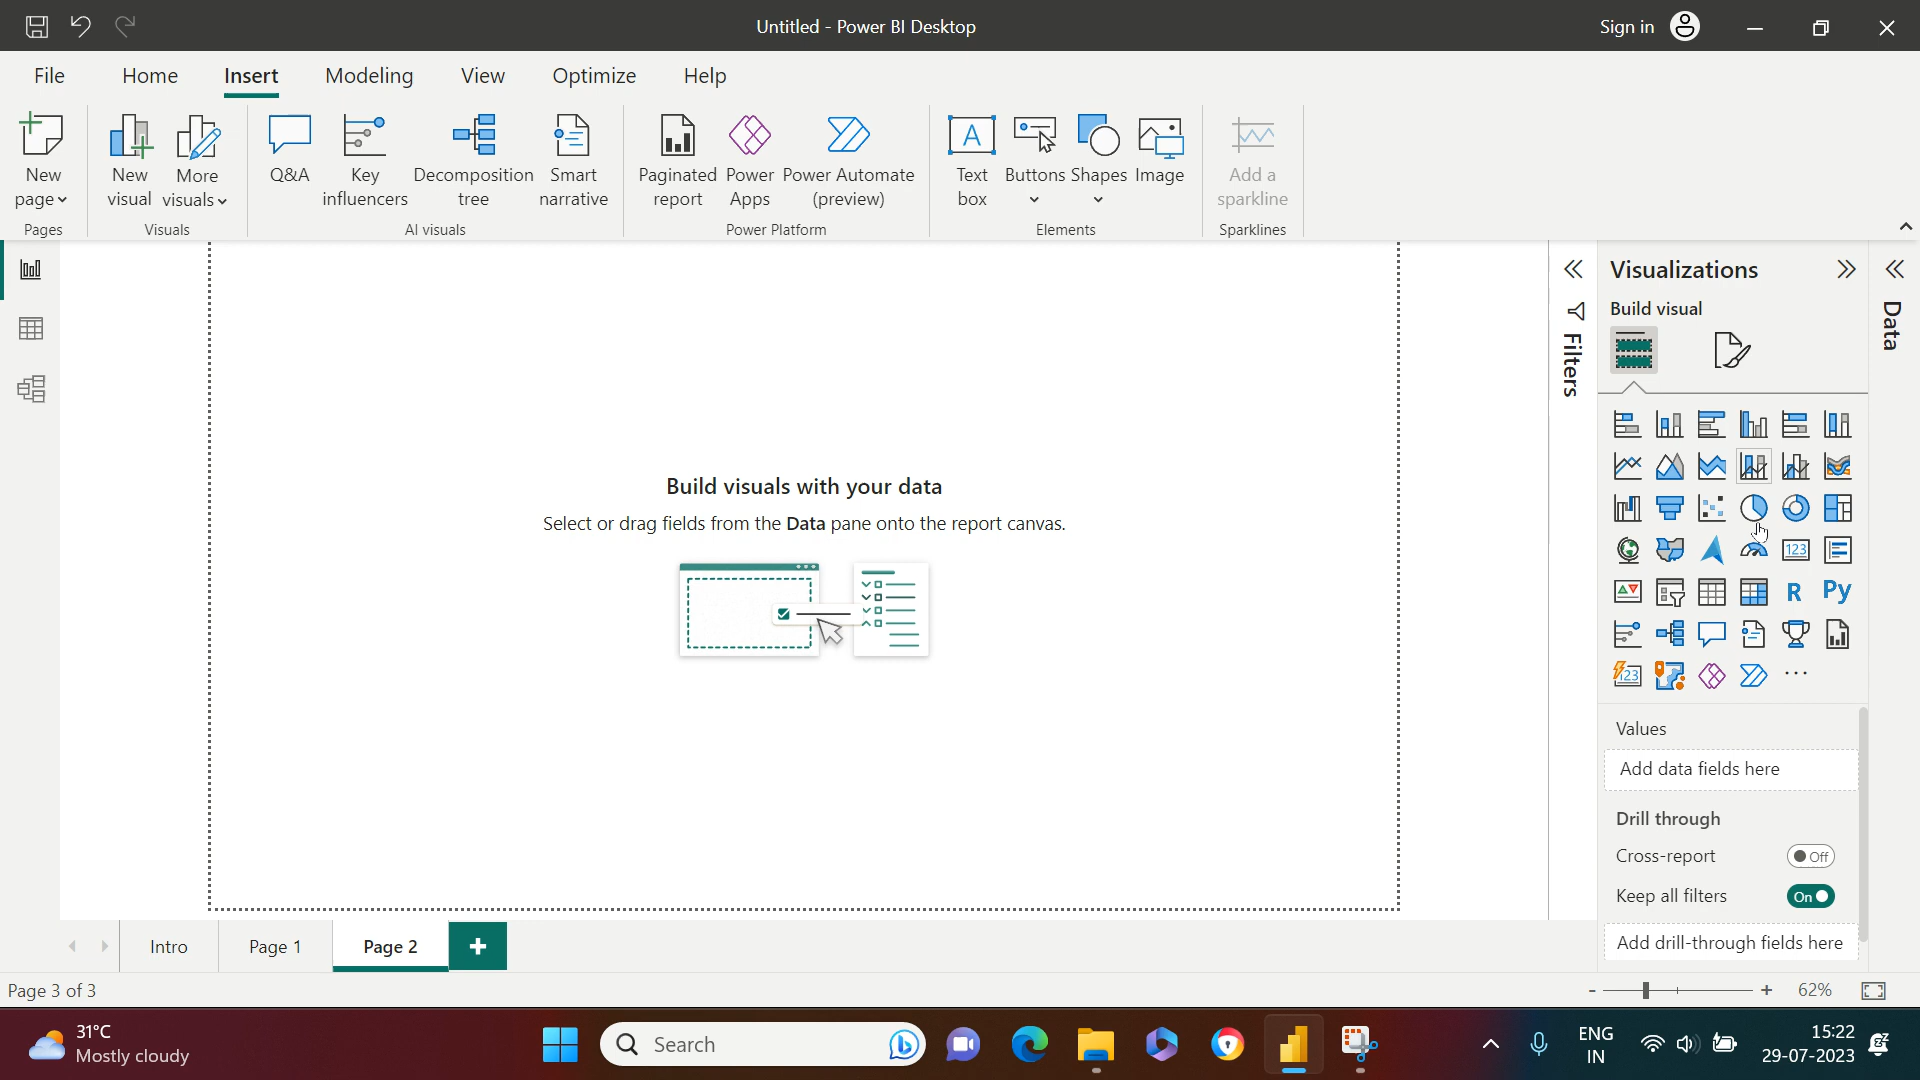 Untitled - Power BI Desktop
Sign in
File Home Insert Modeling View Optimize Help
New page
New visual
More visuals
Q&A
Key influencers
Decomposition tree
Smart narrative
Paginated report
Power Apps
Power Automate (preview)
A
Text box
Buttons
Shapes
Image
Add a sparkline
Pages
Visuals
AI visuals
Power Platform
Elements
Sparklines
Visualizations
Build visual
Filters
Data
123
R
Py
123
Build visuals with your data
Select or drag fields from the Data pane onto the report canvas.
Values
Add data fields here
Drill through
Cross-report Off
Keep all filters On
Add drill-through fields here
Intro Page 1 Page 2 +
Page 3 of 3
- + 62%
31°C
Mostly cloudy
Search
ENG
IN
15:22
29-07-2023